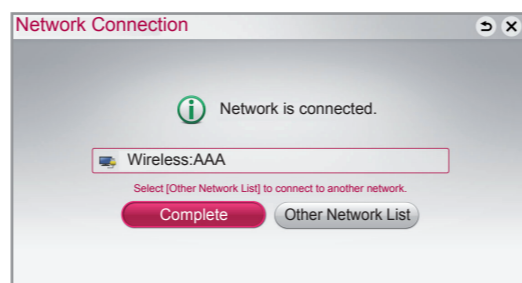 Network Connection
Network is connected.
Wireless:AAA
Select [Other Network List] to connect to another network.
Complete
Other Network List